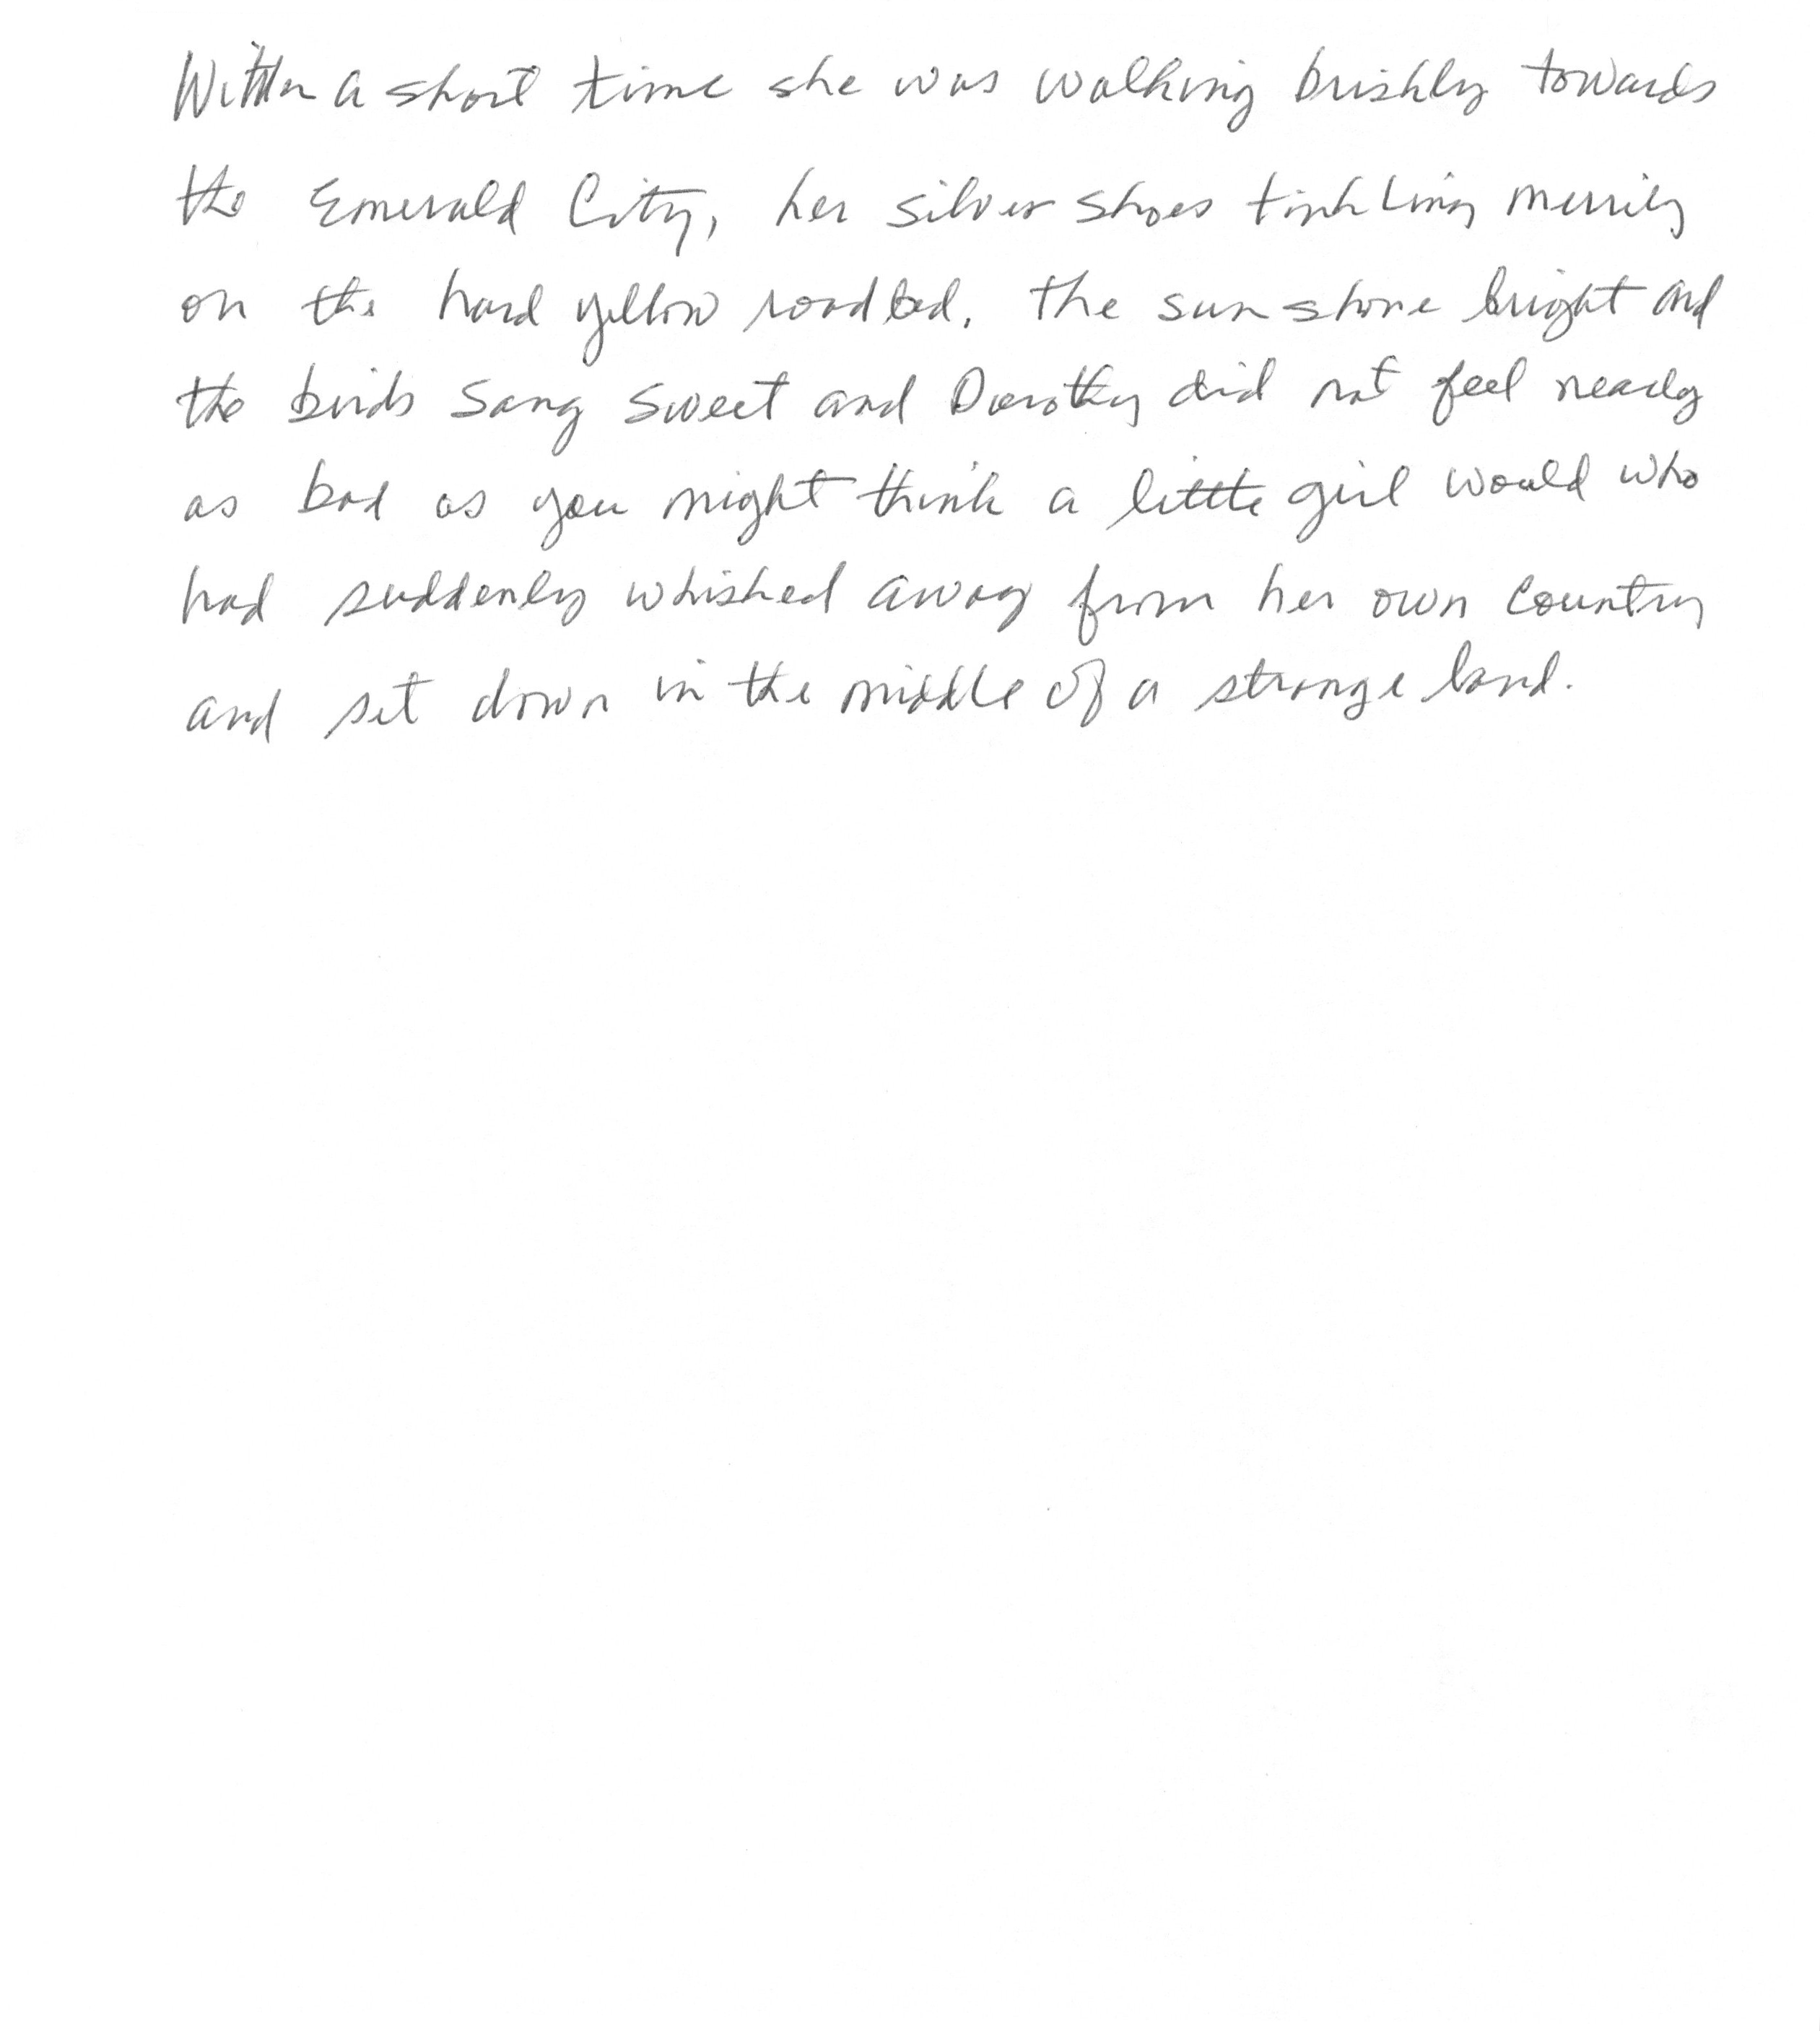 Within a short time she was walking briskly towards
the Emerald City, her silver shoes tinkling merrily
on the hard yellow roadbed. The sun shone bright and
the birds sang sweet and Dorothy did not feel nearly
as bad as you might think a little girl would who
had suddenly whished away from her own country
and set down in the middle of a strange land.